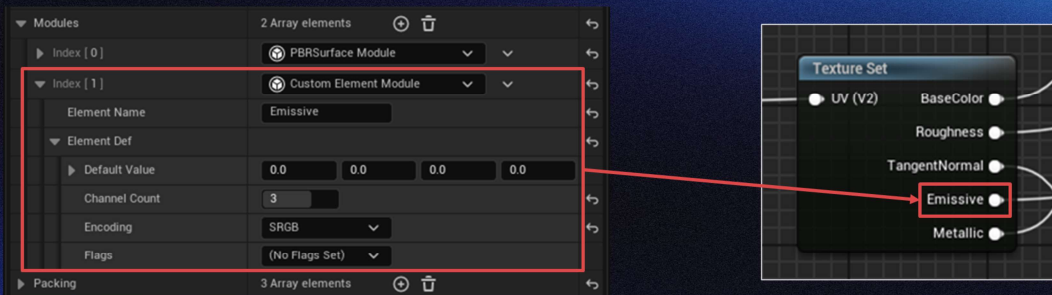 Modules 2 Array elements
Index [ 0 ] PBRSurface Module
Index [ 1 ] Custom Element Module
Element Name Emissive
Element Def
Default Value 0.0 0.0 0.0 0.0
Channel Count 3
Encoding SRGB
Flags (No Flags Set)
Packing 3 Array elements
Texture Set
UV (V2) BaseColor
Roughness
TangentNormal
Emissive
Metallic